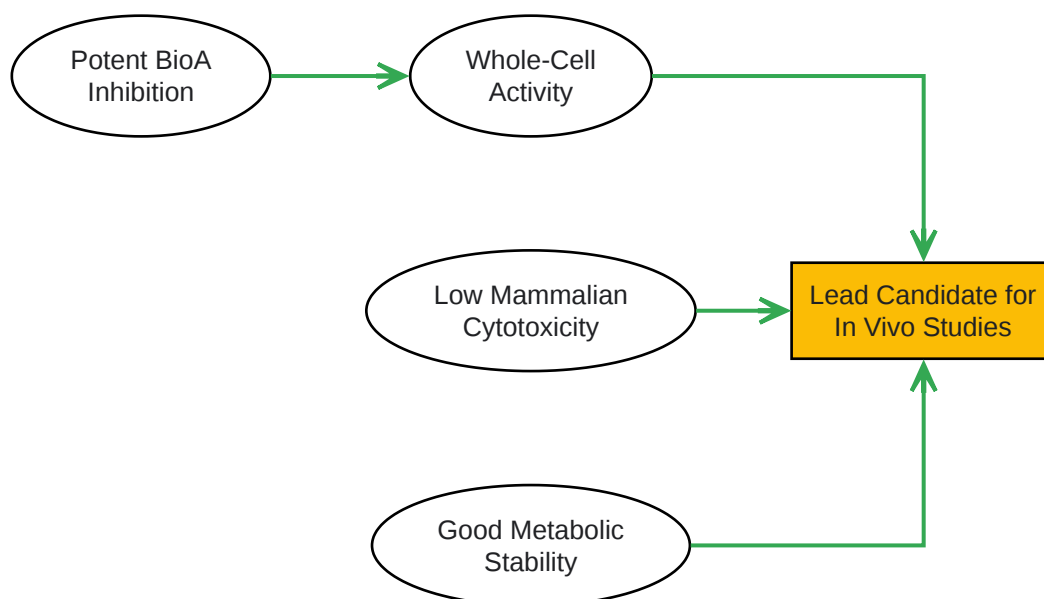 Potent BioA
Inhibition
Whole-Cell
Activity
Low Mammalian
Cytotoxicity
Lead Candidate for
In Vivo Studies
Good Metabolic
Stability